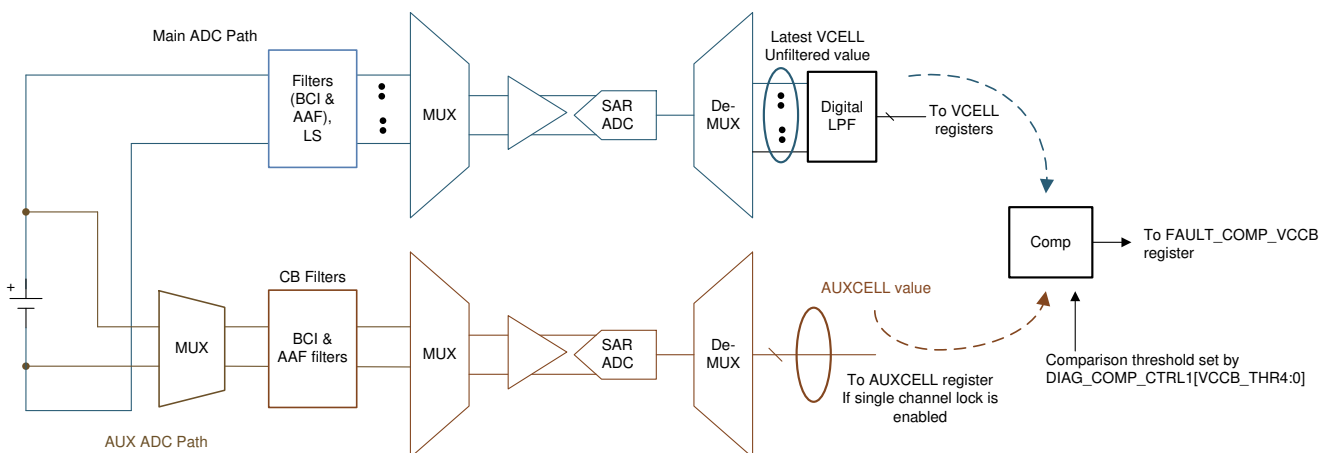 Main ADC Path
Filters
(BCI &
AAF),
LS
MUX
SAR
ADC
De-
MUX
Latest VCELL
Unfiltered value
Digital
LPF
To VCELL
registers
Comp
To FAULT_COMP_VCCB
register
Comparison threshold set by
DIAG_COMP_CTRL1[VCCB_THR4:0]
+
MUX
CB Filters
BCI &
AAF filters
MUX
SAR
ADC
De-
MUX
AUXCELL value
To AUXCELL register
If single channel lock is
enabled
AUX ADC Path